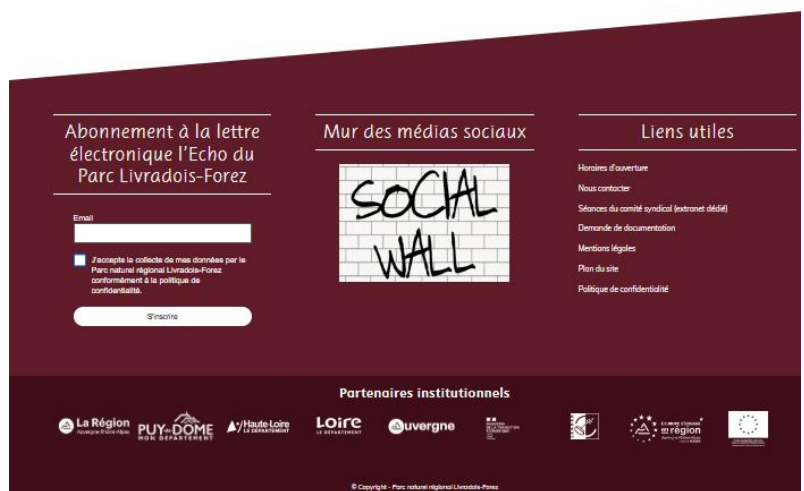 Abonnement à la lettre
électronique l'Echo du
Parc Livradois-Forez
Email
J'accepte la collecte de mes données par le
Parc naturel régional Livradois-Forez
conformément à la politique de
confidentialité.
S'inscrire
Mur des médias sociaux
SOCIAL
WALL
Liens utiles
Horaires d'ouverture
Nous contacter
Séances du comité syndical (extranet dédié)
Demande de documentation
Mentions légales
Plan du site
Politique de confidentialité
Partenaires institutionnels
La Région
Auvergne-Rhône-Alpes
PUY-DE-DÔME
MON DÉPARTEMENT
Haute-Loire
LE DÉPARTEMENT
Loire
LE DÉPARTEMENT
auvergne
en région
© Copyright - Parc naturel régional Livradois-Forez